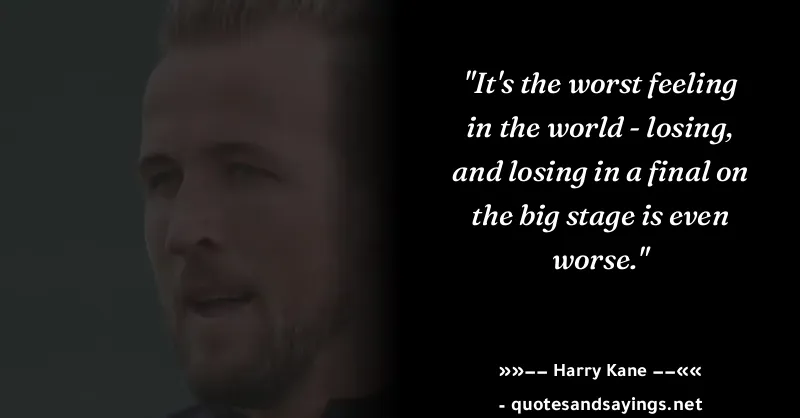 "It's the worst feeling
in the world - losing,
and losing in a final on
the big stage is even
worse."
»»−− Harry Kane −−««
- quotesandsayings.net